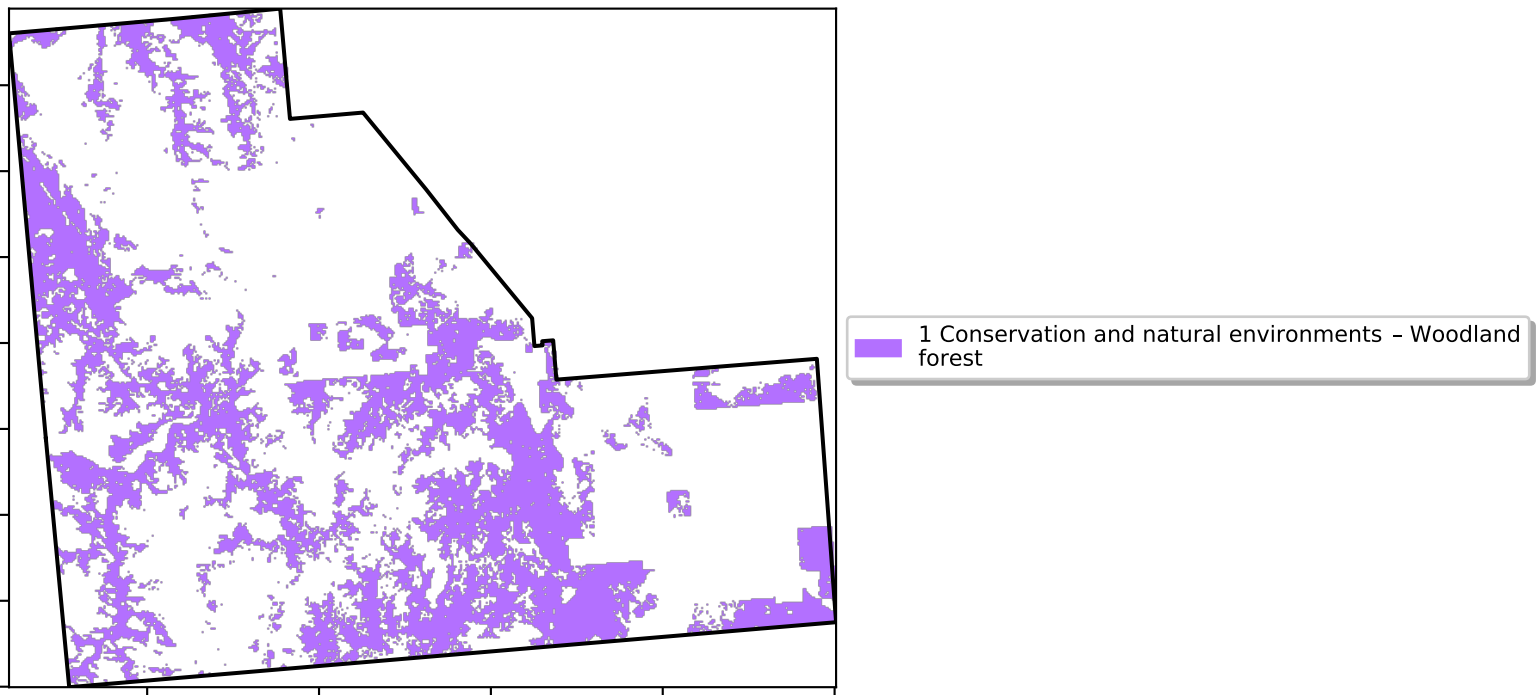 1 Conservation and natural environments – Woodland
forest